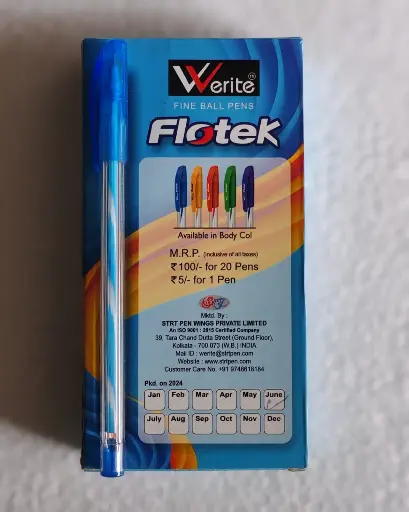 Werite
FINE BALL PENS
Flotek
Available in Body Col
M.R.P. (inclusive of all taxes)
₹100/- for 20 Pens
₹5/- for 1 Pen
Mktd. By :
STRT PEN WINGS PRIVATE LIMITED
An ISO 9001 : 2015 Certified Company
39, Tara Chand Dutta Street (Ground Floor),
Kolkata - 700 073 (W.B.) INDIA
Mail ID : werite@strtpen.com
Website : www.strtpen.com
Customer Care No. +91 9748618184
Pkd. on 2024
Jan Feb Mar Apr May June
July Aug Sep Oct Nov Dec